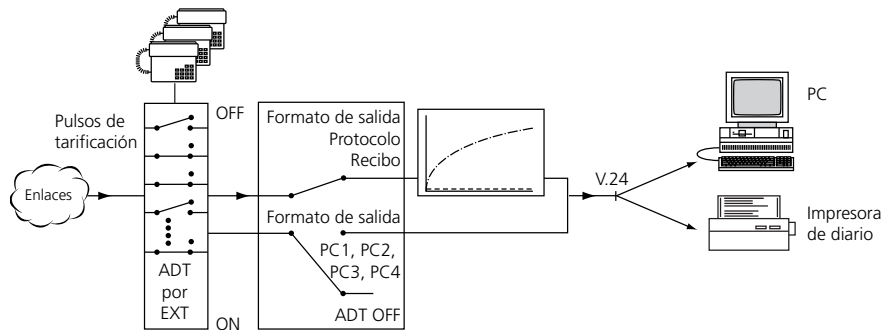 Pulsos de
tarificación
OFF
Enlaces
ADT
por
EXT
ON
Formato de salida
Protocolo
Recibo
Formato de salida
PC1, PC2,
PC3, PC4
ADT OFF
V.24
PC
Impresora
de diario